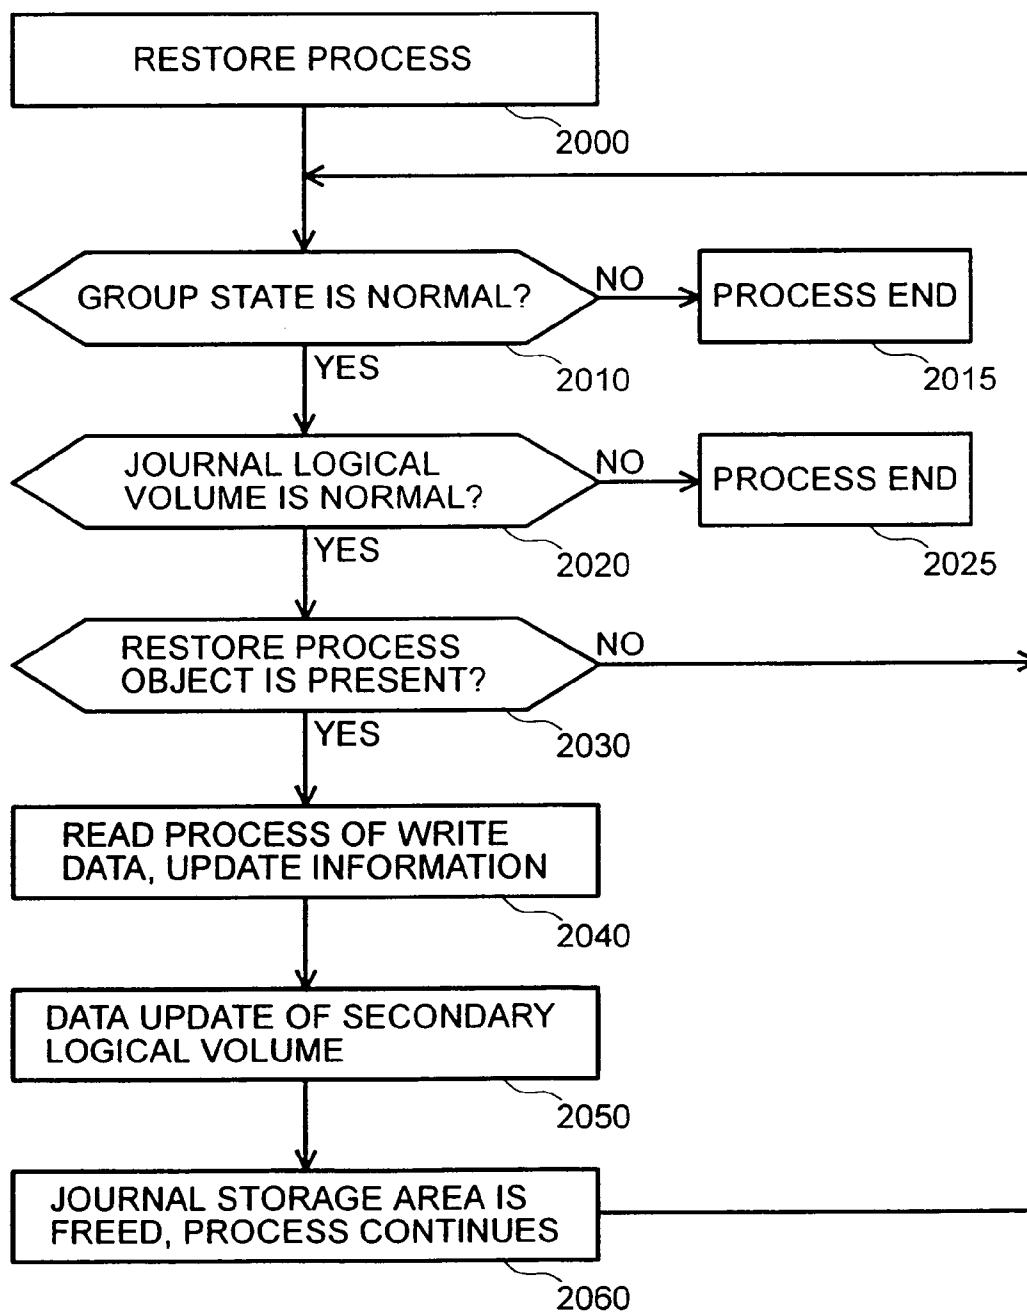 RESTORE PROCESS
2000
GROUP STATE IS NORMAL?
NO
PROCESS END
YES
2010
2015
JOURNAL LOGICAL
VOLUME IS NORMAL?
NO
PROCESS END
YES
2020
2025
RESTORE PROCESS
OBJECT IS PRESENT?
NO
YES
2030
READ PROCESS OF WRITE
DATA, UPDATE INFORMATION
2040
DATA UPDATE OF SECONDARY
LOGICAL VOLUME
2050
JOURNAL STORAGE AREA IS
FREED, PROCESS CONTINUES
2060